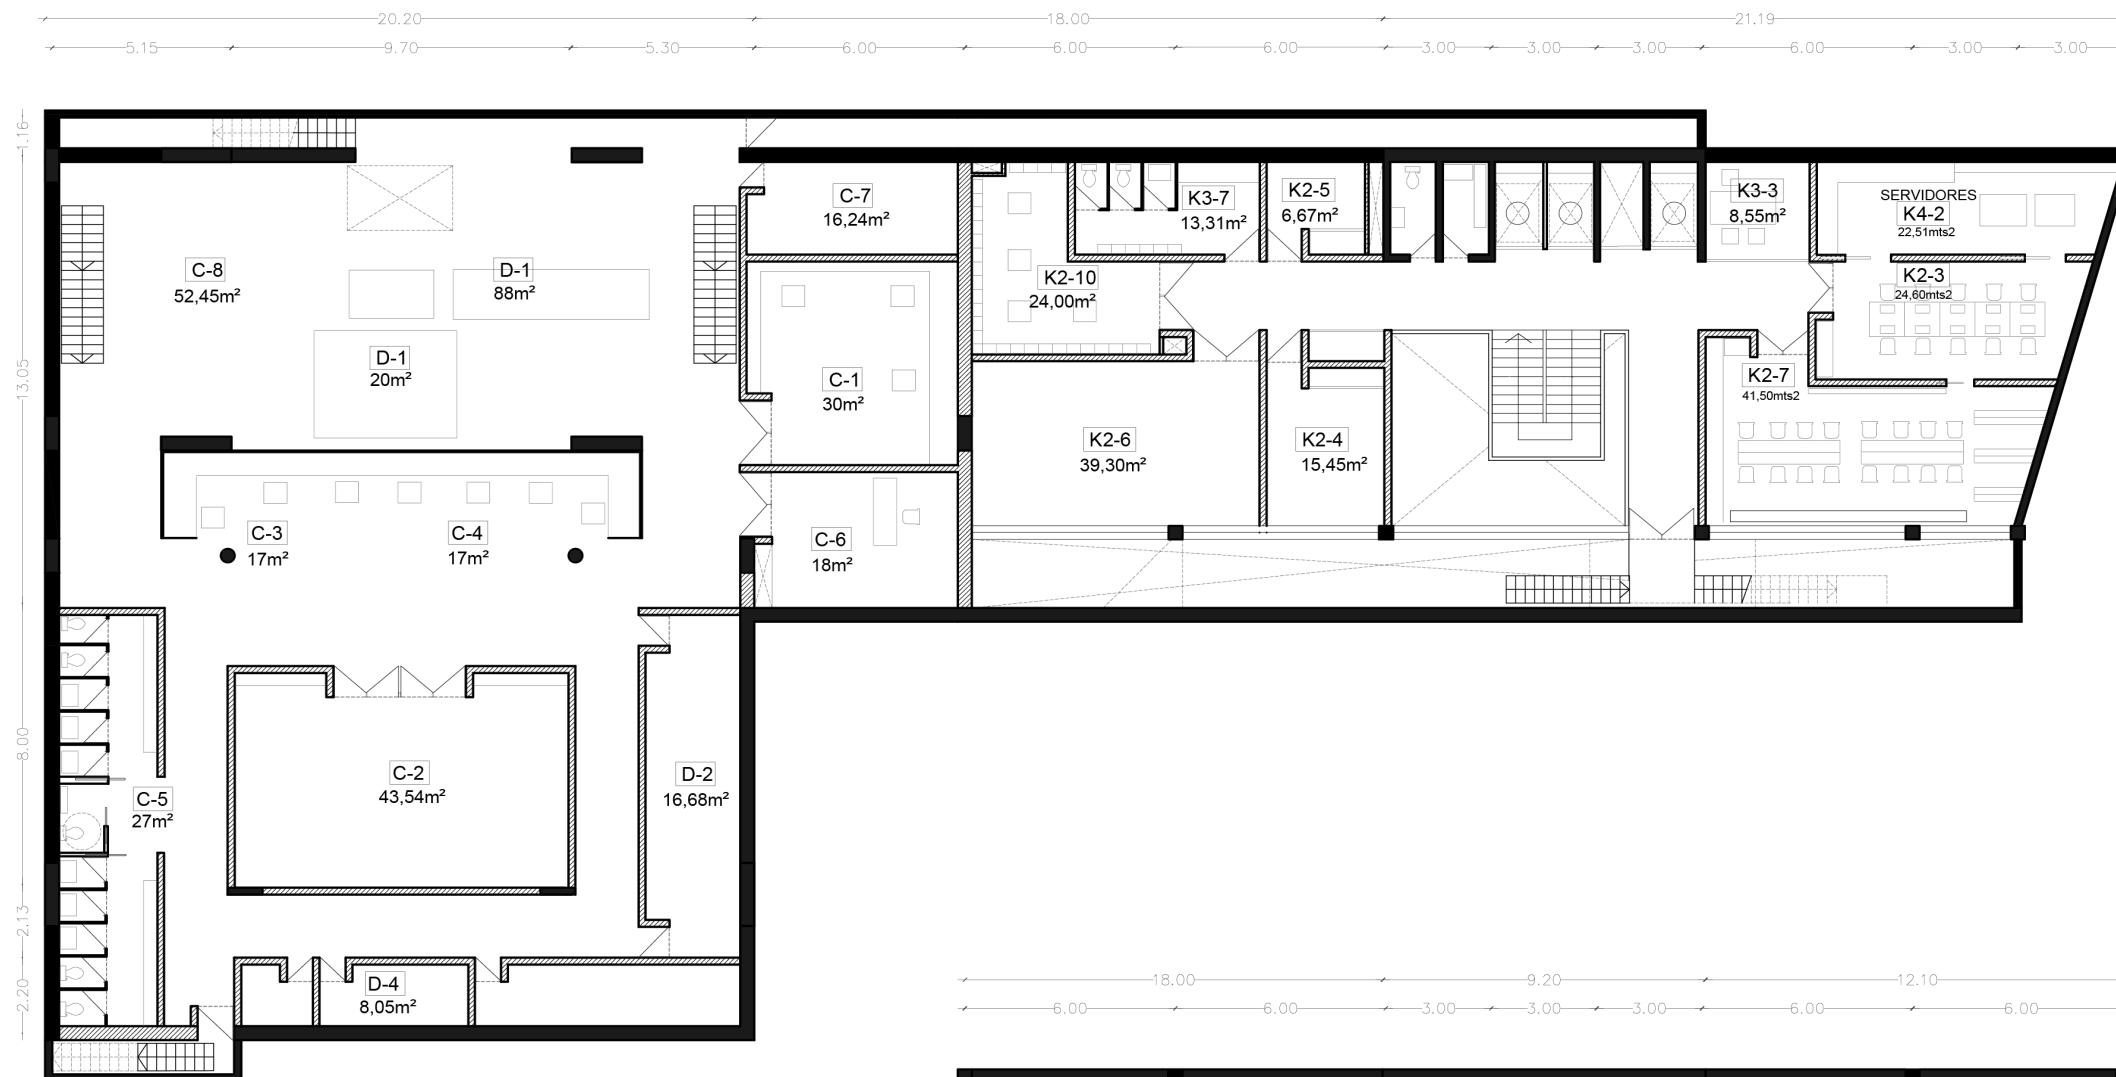 20.20 18.00 21.19
5.15 9.70 5.30 6.00 6.00 6.00 3.00 3.00 3.00 6.00 3.00 3.00
1.16
13.05
8.00
2.13
2.20
C-8
52,45m²
D-1
88m²
D-1
20m²
C-7
16,24m²
C-1
30m²
C-3
17m²
C-4
17m²
C-6
18m²
C-2
43,54m²
C-5
27m²
D-2
16,68m²
D-4
8,05m²
K2-10
24,00m²
K3-7
13,31m²
K2-5
6,67m²
K2-6
39,30m²
K2-4
15,45m²
K3-3
8,55m²
SERVIDORES
K4-2
22,51mts2
K2-3
24,60mts2
K2-7
41,50mts2
18.00 9.20 12.10
6.00 6.00 3.00 3.00 3.00 6.00 6.00